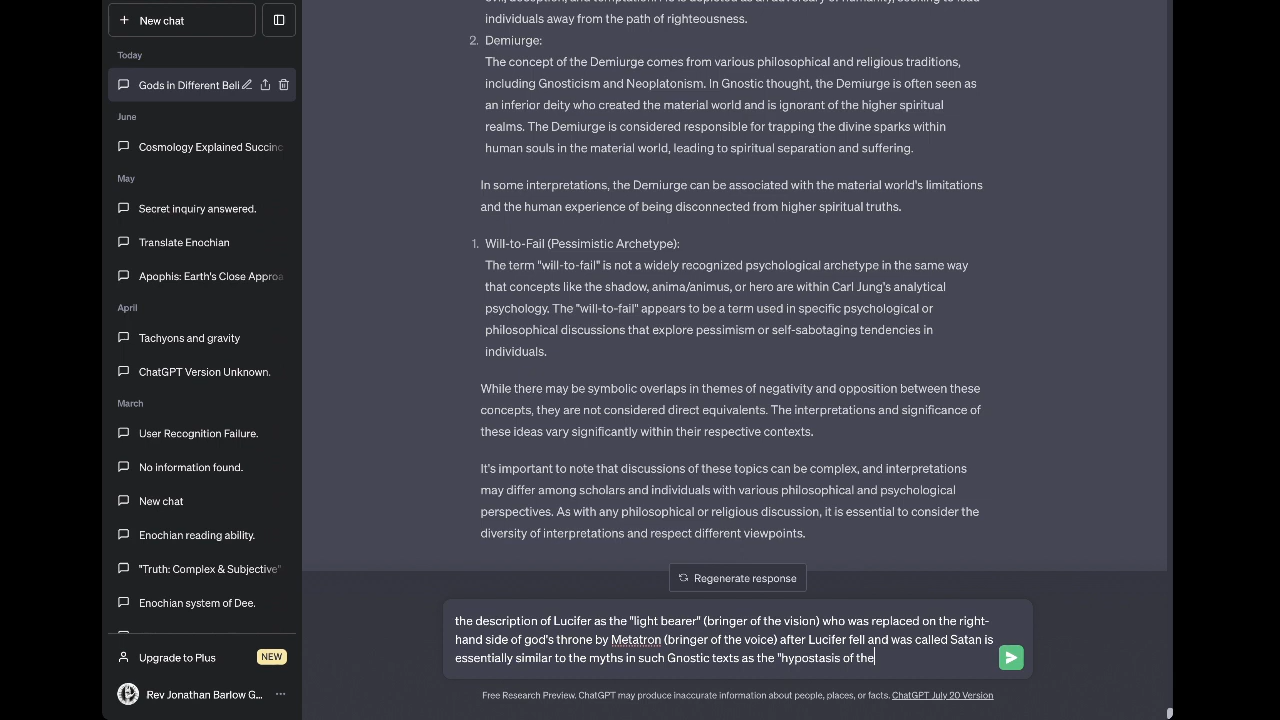 New chat
Today
Gods in Different Beli
June
Cosmology Explained Succinc
May
Secret inquiry answered.
Translate Enochian
Apophis: Earth's Close Approa
April
Tachyons and gravity
ChatGPT Version Unknown.
March
User Recognition Failure.
No information found.
New chat
Enochian reading ability.
"Truth: Complex & Subjective"
Enochian system of Dee.
Upgrade to Plus NEW
Rev Jonathan Barlow G...
individuals away from the path of righteousness.
2. Demiurge:
The concept of the Demiurge comes from various philosophical and religious traditions,
including Gnosticism and Neoplatonism. In Gnostic thought, the Demiurge is often seen as
an inferior deity who created the material world and is ignorant of the higher spiritual
realms. The Demiurge is considered responsible for trapping the divine sparks within
human souls in the material world, leading to spiritual separation and suffering.
In some interpretations, the Demiurge can be associated with the material world's limitations
and the human experience of being disconnected from higher spiritual truths.
1. Will-to-Fail (Pessimistic Archetype):
The term "will-to-fail" is not a widely recognized psychological archetype in the same way
that concepts like the shadow, anima/animus, or hero are within Carl Jung's analytical
psychology. The "will-to-fail" appears to be a term used in specific psychological or
philosophical discussions that explore pessimism or self-sabotaging tendencies in
individuals.
While there may be symbolic overlaps in themes of negativity and opposition between these
concepts, they are not considered direct equivalents. The interpretations and significance of
these ideas vary significantly within their respective contexts.
It's important to note that discussions of these topics can be complex, and interpretations
may differ among scholars and individuals with various philosophical and psychological
perspectives. As with any philosophical or religious discussion, it is essential to consider the
diversity of interpretations and respect different viewpoints.
Regenerate response
the description of Lucifer as the "light bearer" (bringer of the vision) who was replaced on the right-
hand side of god's throne by Metatron (bringer of the voice) after Lucifer fell and was called Satan is
essentially similar to the myths in such Gnostic texts as the "hypostasis of the
Free Research Preview. ChatGPT may produce inaccurate information about people, places, or facts. ChatGPT July 20 Version